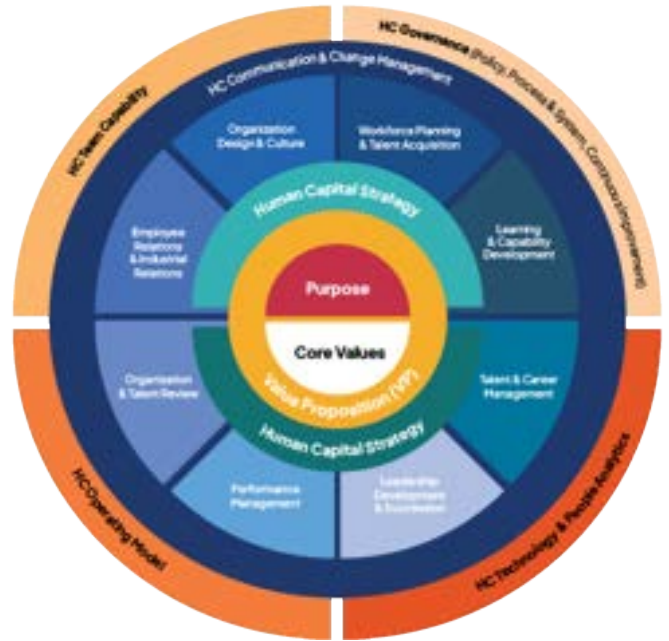 HC Team Capability
HC Governance (Policy, Process & System, Continuous Improvement)
HC Communication & Change Management
Organization
Design & Culture
Workforce Planning
& Talent Acquisition
Employee
Relations
& Industrial
Relations
Learning
& Capability
Development
Human Capital Strategy
Purpose
Core Values
Value Proposition (VP)
Human Capital Strategy
Organization
& Talent Review
Talent & Career
Management
Performance
Management
Leadership
Development
& Succession
HC Operating Model
HC Technology & People Analytics